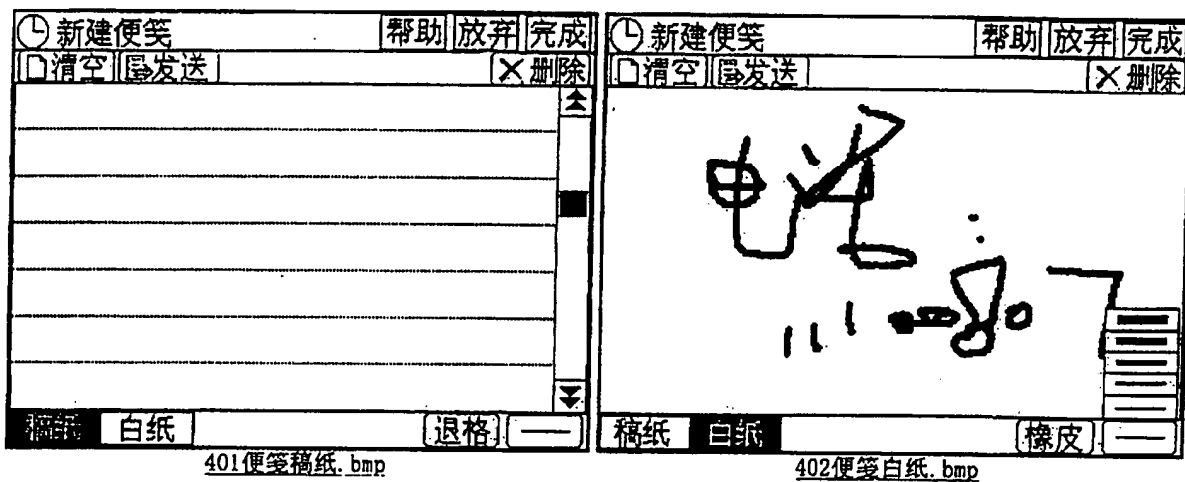 新建便笺 帮助 放弃 完成
清空 发送 删除
稿纸 白纸 退格
401便笺稿纸.bmp
新建便笺 帮助 放弃 完成
清空 发送 删除
稿纸 白纸 橡皮
402便笺白纸.bmp